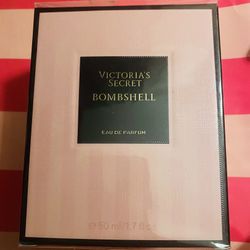 VICTORIA'S
SECRET
BOMBSHELL
EAU DE PARFUM
℮ 50 ml/1.7 fl oz